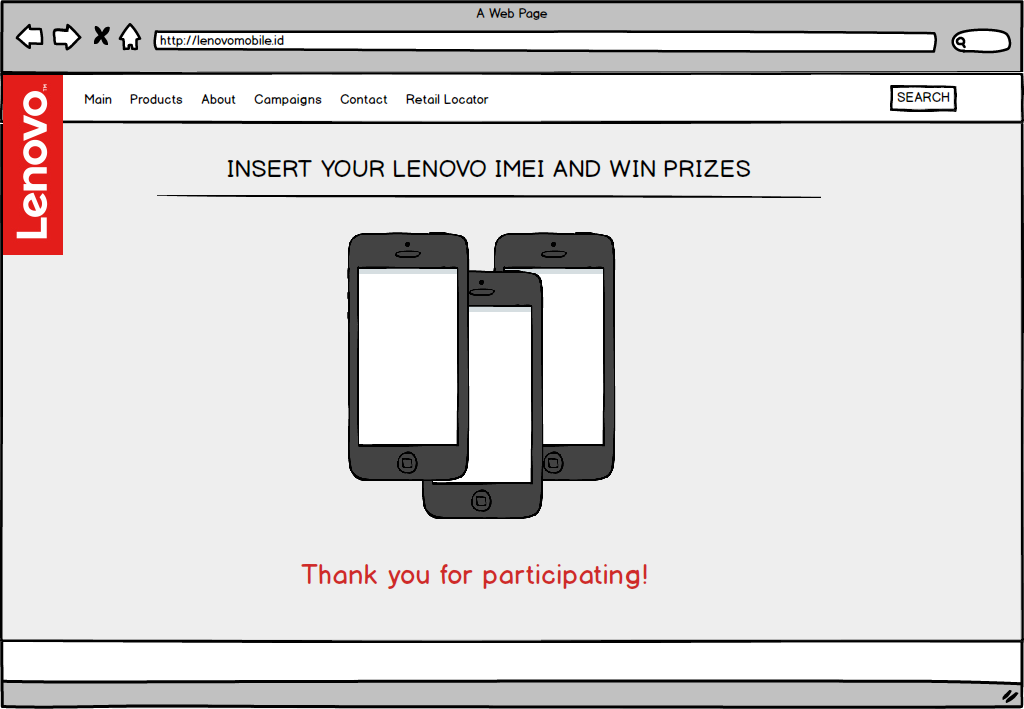 A Web Page
http://lenovomobile.id
Main Products About Campaigns Contact Retail Locator
SEARCH
Lenovo™
INSERT YOUR LENOVO IMEI AND WIN PRIZES
Thank you for participating!